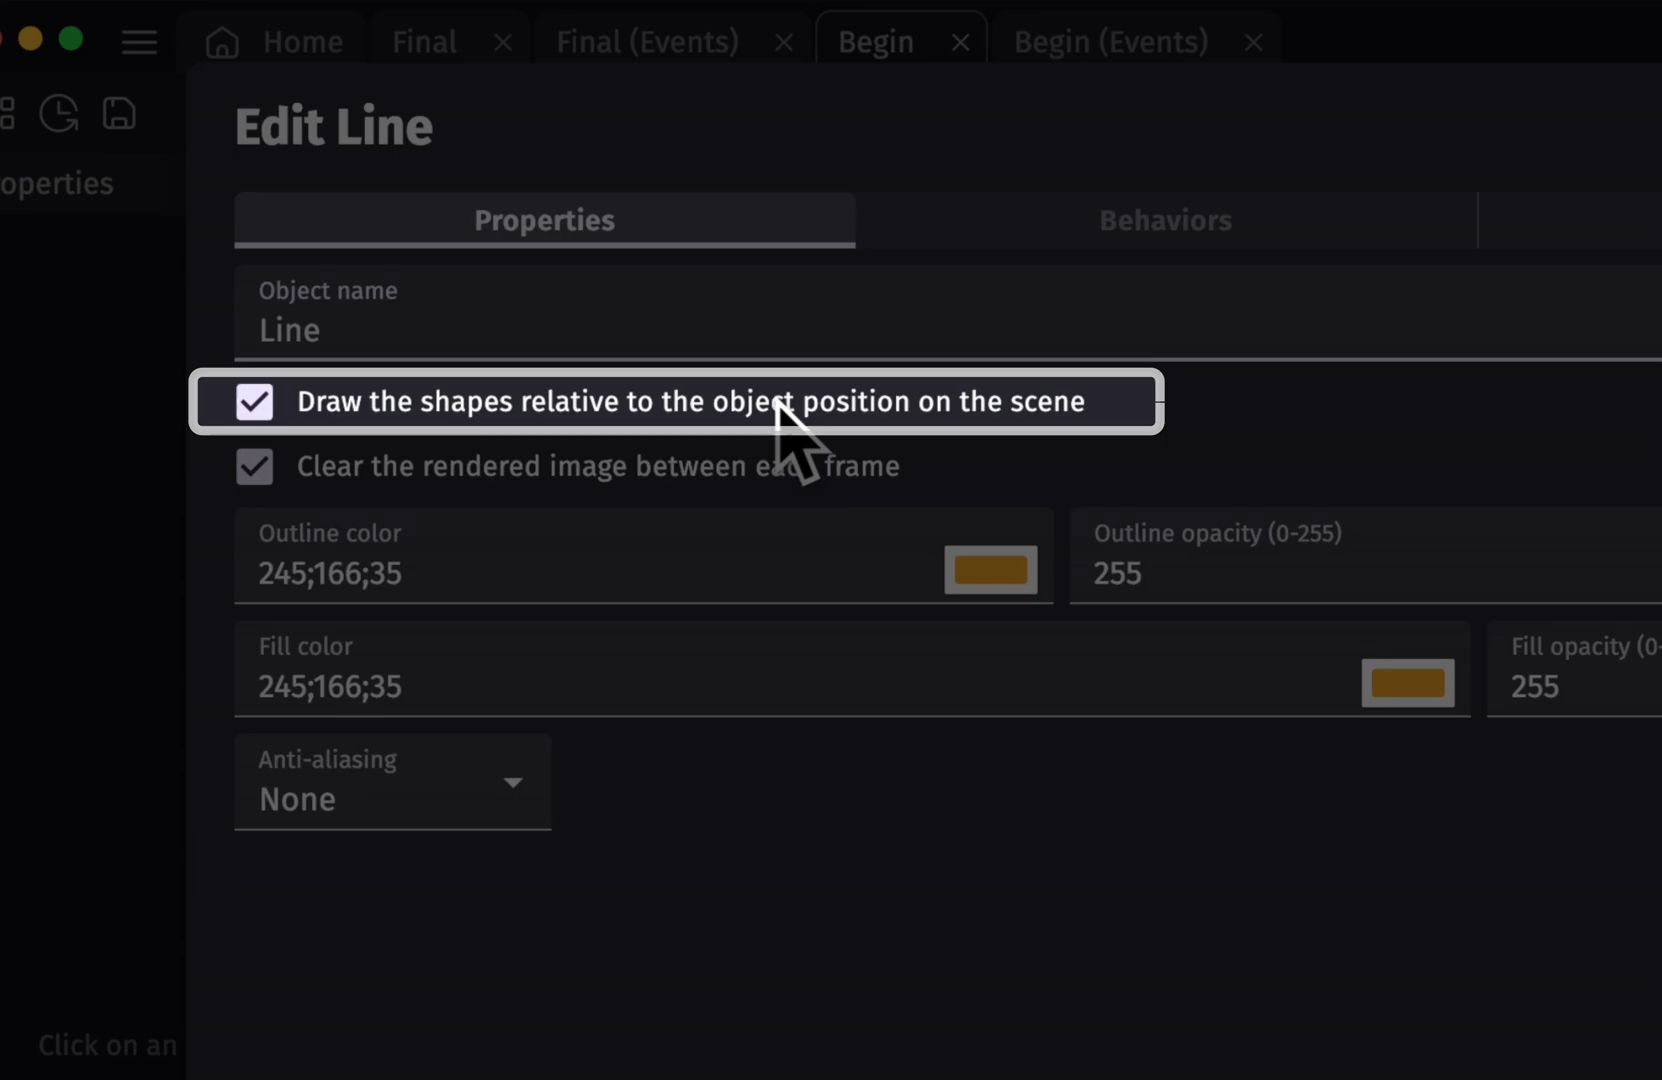 Home Final Final (Events) Begin Begin (Events)
Edit Line
operties
Properties Behaviors
Object name
Line
Draw the shapes relative to the object position on the scene
Clear the rendered image between each frame
Outline color Outline opacity (0-255)
245;166;35 255
Fill color Fill opacity (0-
245;166;35 255
Anti-aliasing
None
Click on an